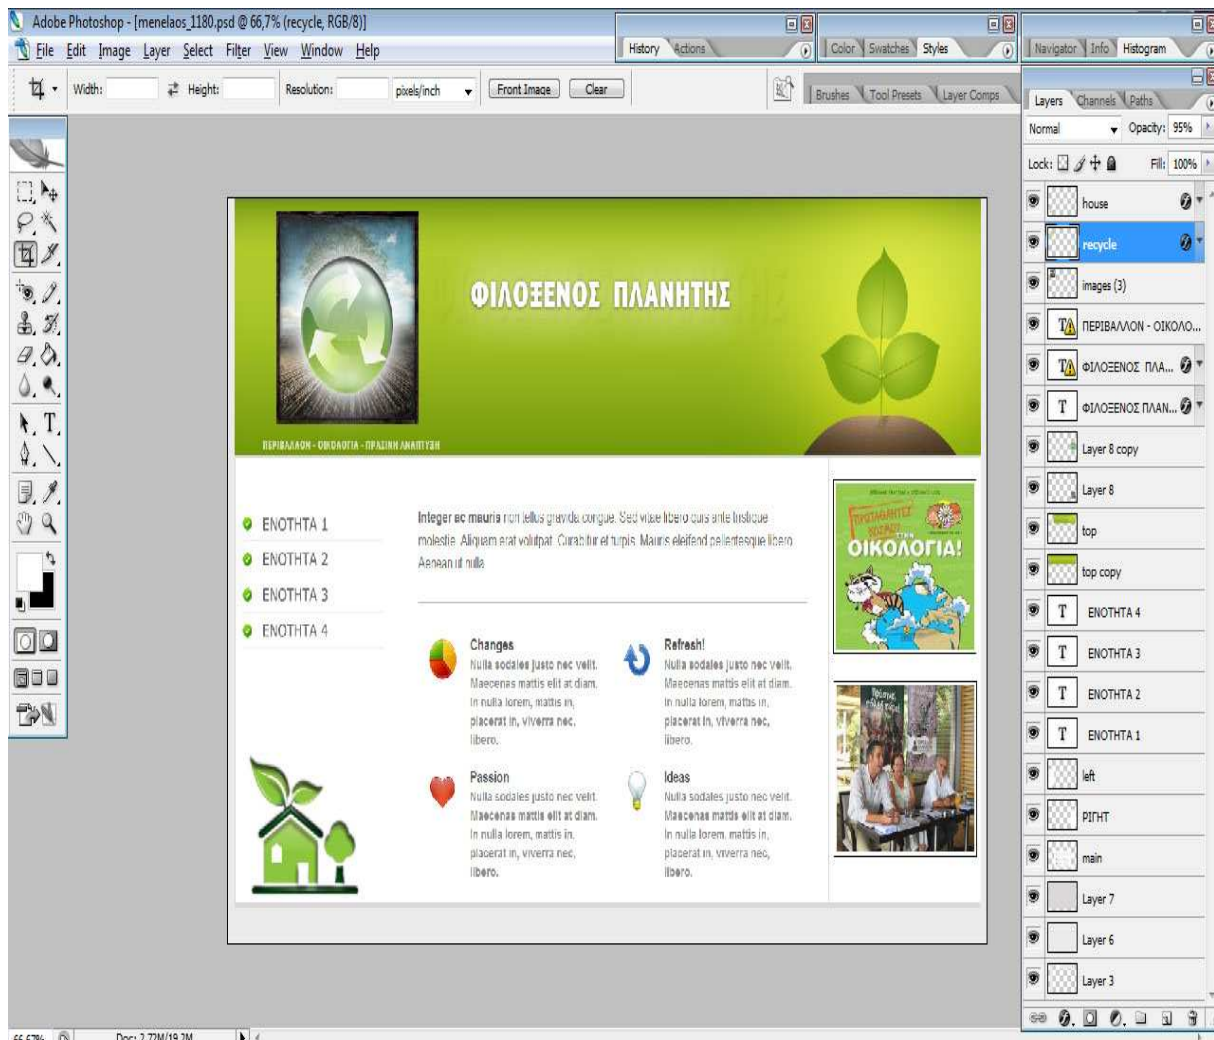 Adobe Photoshop - [menelaos_1180.psd @ 66,7% (recycle, RGB/8)]
File Edit Image Layer Select Filter View Window Help
History Actions
Color Swatches Styles
Navigator Info Histogram
Width: Height: Resolution: pixels/inch Front Image Clear
Brushes Tool Presets Layer Comps
Layers Channels Paths
Normal Opacity: 95%
Lock: Fill: 100%
house
recycle
images (3)
ΠΕΡΙΒΑΛΛΟΝ - ΟΙΚΟΛΟ...
ΦΙΛΟΞΕΝΟΣ ΠΛΑ...
ΦΙΛΟΞΕΝΟΣ ΠΛΑΝ...
Layer 8 copy
Layer 8
top
top copy
ΕΝΟΤΗΤΑ 4
ΕΝΟΤΗΤΑ 3
ΕΝΟΤΗΤΑ 2
ΕΝΟΤΗΤΑ 1
left
ΡΙΓΗΤ
main
Layer 7
Layer 6
Layer 3
ΦΙΛΟΞΕΝΟΣ ΠΛΑΝΗΤΗΣ
ΠΕΡΙΒΑΛΛΟΝ - ΟΙΚΟΛΟΓΙΑ - ΠΡΑΣΙΝΗ ΑΝΑΠΤΥΞΗ
ΕΝΟΤΗΤΑ 1
ΕΝΟΤΗΤΑ 2
ΕΝΟΤΗΤΑ 3
ΕΝΟΤΗΤΑ 4
Integer ac mauris non tellus gravida congue. Sed vitae libero quis ante tristique
molestie. Aliquam erat volutpat. Curabitur et turpis. Mauris eleifend pellentesque libero.
Aenean ut nulla
Changes
Nulla sodales justo nec velit.
Maecenas mattis elit at diam.
In nulla lorem, mattis in,
placerat in, viverra nec,
libero.
Refresh!
Nulla sodales justo nec velit.
Maecenas mattis elit at diam.
In nulla lorem, mattis in,
placerat in, viverra nec,
libero.
Passion
Nulla sodales justo nec velit.
Maecenas mattis elit at diam.
In nulla lorem, mattis in,
placerat in, viverra nec,
libero.
Ideas
Nulla sodales justo nec velit.
Maecenas mattis elit at diam.
In nulla lorem, mattis in,
placerat in, viverra nec,
libero.
ΠΡΩΤΑΘΛΗΤΕΣ
ΚΟΣΜΟΥ
ΣΤΗΝ
ΟΙΚΟΛΟΓΙΑ!
66,67% Doc: 2,72M/19,2M